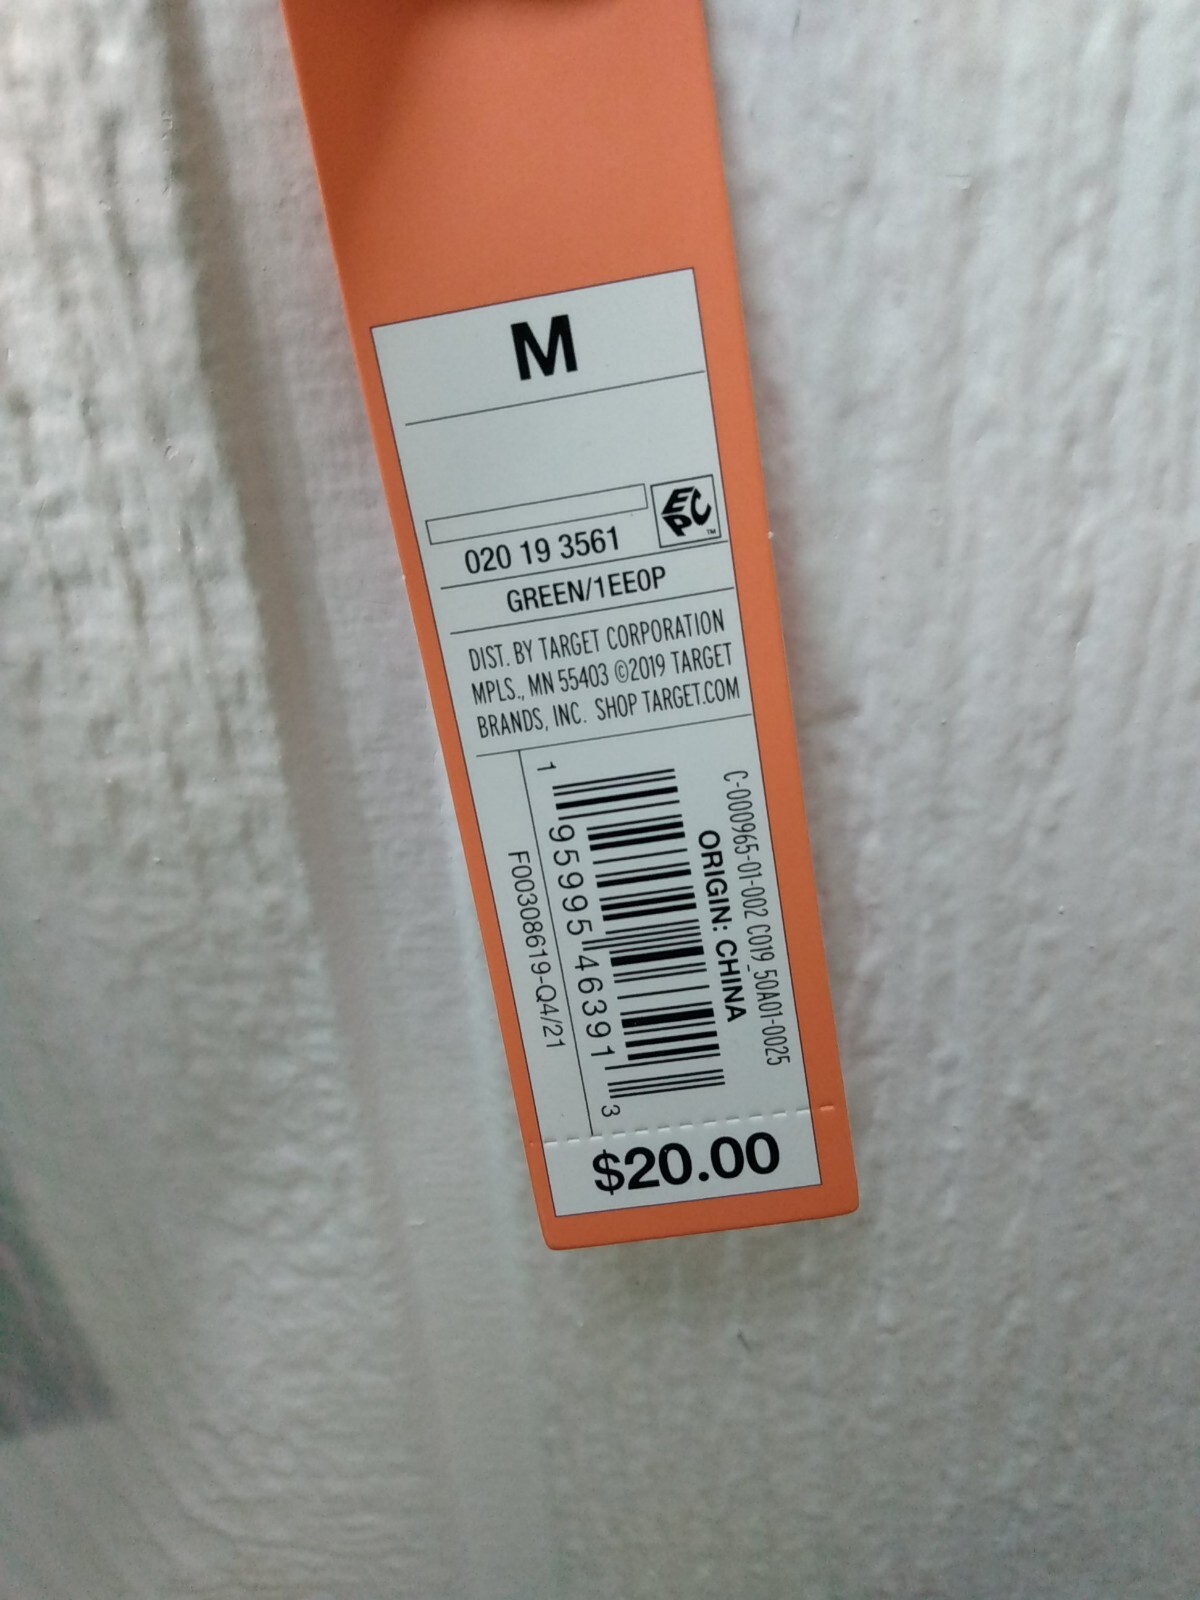 M
EPC™
020 19 3561
GREEN/1EE0P
DIST. BY TARGET CORPORATION
MPLS., MN 55403 ©2019 TARGET
BRANDS, INC. SHOP TARGET.COM
C-000965-01-002 C019_50A01-0025
ORIGIN: CHINA
1 95995 46391 3
F00308619-Q4/21
$20.00